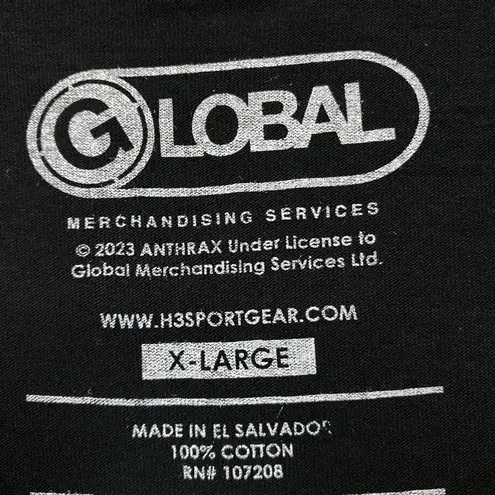 GLOBAL
MERCHANDISING SERVICES
© 2023 ANTHRAX Under License to
Global Merchandising Services Ltd.
WWW.H3SPORTGEAR.COM
X-LARGE
MADE IN EL SALVADOR
100% COTTON
RN# 107208